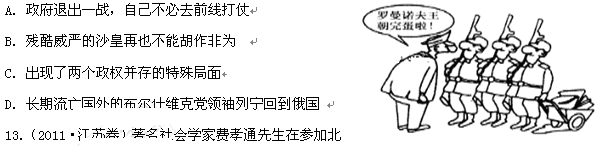 A. 政府退出一战，自己不必去前线打仗
B. 残酷威严的沙皇再也不能胡作非为
C. 出现了两个政权并存的特殊局面
D. 长期流亡国外的布尔什维克党领袖列宁回到俄国
13.(2011·江苏卷)著名社会学家费孝通先生在参加北
罗曼诺夫王
朝完蛋啦！